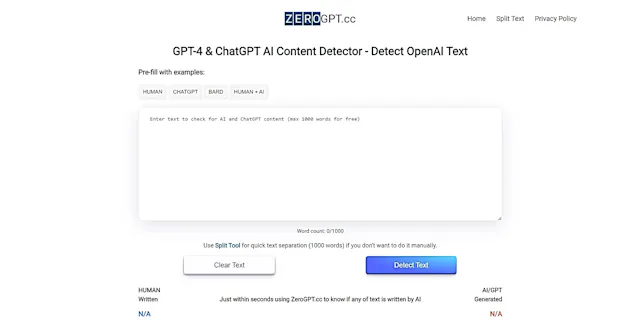 ZEROGPT.cc
Home Split Text Privacy Policy
GPT-4 & ChatGPT AI Content Detector - Detect OpenAI Text
Pre-fill with examples:
HUMAN CHATGPT BARD HUMAN + AI
Enter text to check for AI and ChatGPT content (max 1000 words for free)
Word count: 0/1000
Use Split Tool for quick text separation (1000 words) if you don't want to do it manually.
Clear Text Detect Text
HUMAN AI/GPT
Written Just within seconds using ZeroGPT.cc to know if any of text is written by AI Generated
N/A N/A